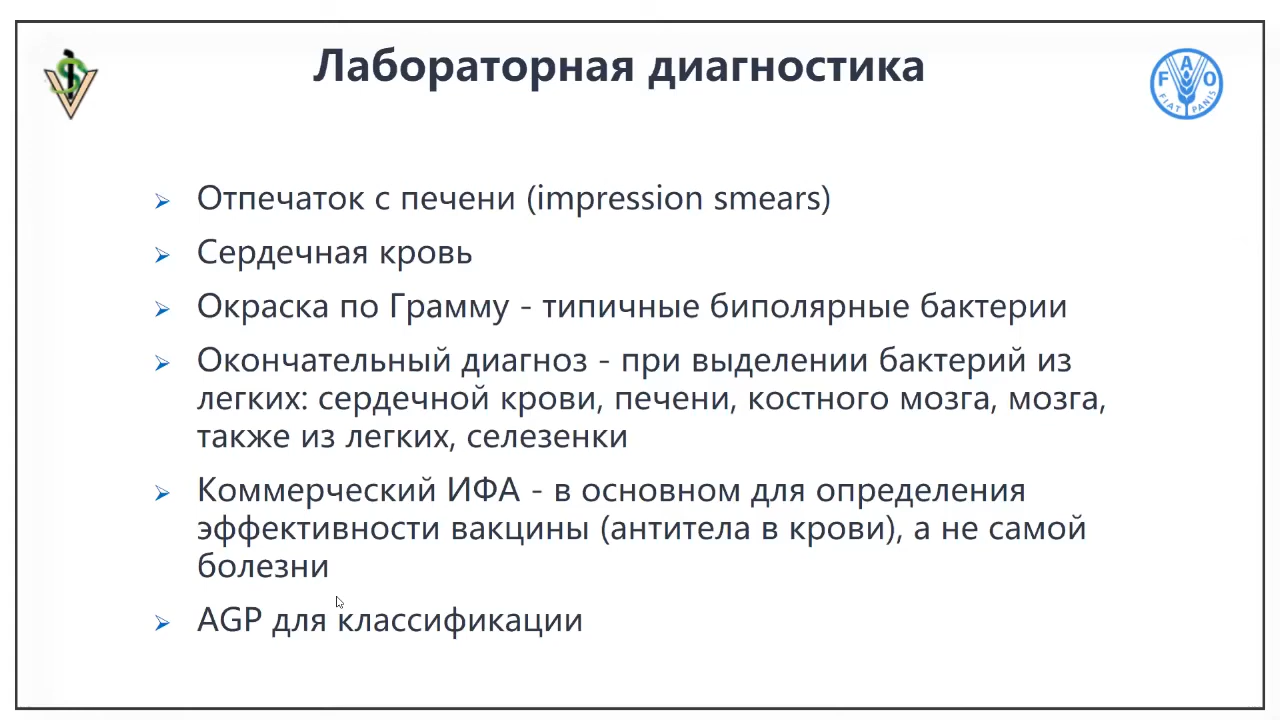 Лабораторная диагностика
F A O
FIAT PANIS
Отпечаток с печени (impression smears)
Сердечная кровь
Окраска по Грамму - типичные биполярные бактерии
Окончательный диагноз - при выделении бактерий из
легких: сердечной крови, печени, костного мозга, мозга,
также из легких, селезенки
Коммерческий ИФА - в основном для определения
эффективности вакцины (антитела в крови), а не самой
болезни
AGP для классификации